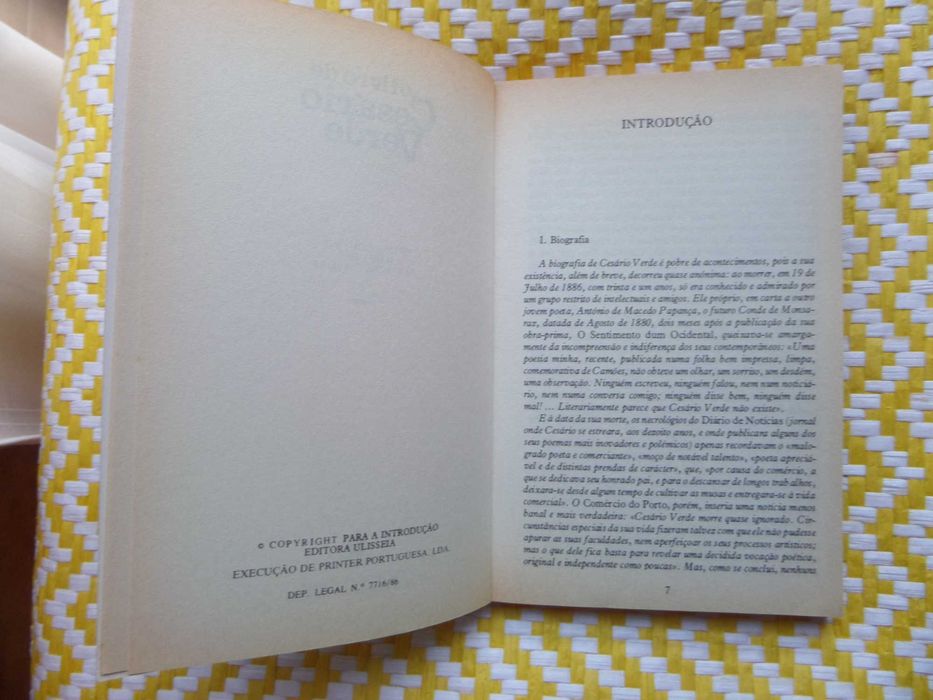 © COPYRIGHT PARA A INTRODUÇÃO
EDITORA ULISSEIA
EXECUÇÃO DE PRINTER PORTUGUESA, LDA.
DEP. LEGAL N.º 7716/86
INTRODUÇÃO
1. Biografia
A biografia de Cesário Verde é pobre de acontecimentos, pois a sua
existência, além de breve, decorreu quase anónima: ao morrer, em 19 de
Julho de 1886, com trinta e um anos, só era conhecido e admirado por
um grupo restrito de intelectuais e amigos. Ele próprio, em carta a outro
jovem poeta, António de Macedo Papança, o futuro Conde de Monsa-
raz, datada de Agosto de 1880, dois meses após a publicação da sua
obra-prima, O Sentimento dum Ocidental, queixava-se amarga-
mente da incompreensão e indiferença dos seus contemporâneos: «Uma
poesia minha, recente, publicada numa folha bem impressa, limpa,
comemorativa de Camões, não obteve um olhar, um sorriso, um desdém,
uma observação. Ninguém escreveu, ninguém falou, nem num noticiá-
rio, nem numa conversa comigo; ninguém disse bem, ninguém disse
mal! ... Literariamente parece que Cesário Verde não existe».
E à data da sua morte, os necrológios do Diário de Notícias (jornal
onde Cesário se estreara, aos dezoito anos, e onde publicara alguns dos
seus poemas mais inovadores e polémicos) apenas recordavam o «malo-
grado poeta e comerciante», «moço de notável talento», «poeta apreciá-
vel e de distintas prendas de carácter», que, «por causa do comércio, a
que se dedicava seu honrado pai, e para o descansar de longos trabalhos,
deixara-se desde algum tempo de cultivar as musas e entregara-se à vida
comercial». O Comércio do Porto, porém, inseria uma notícia menos
banal e mais verdadeira: «Cesário Verde morre quase ignorado. Cir-
cunstâncias especiais da sua vida fizeram talvez com que ele não pudesse
apurar as suas faculdades, nem aperfeiçoar os seus processos artísticos;
mas o que dele fica basta para revelar uma decidida vocação poética,
original e independente como poucas». Mas, como se conclui, nenhuns
7